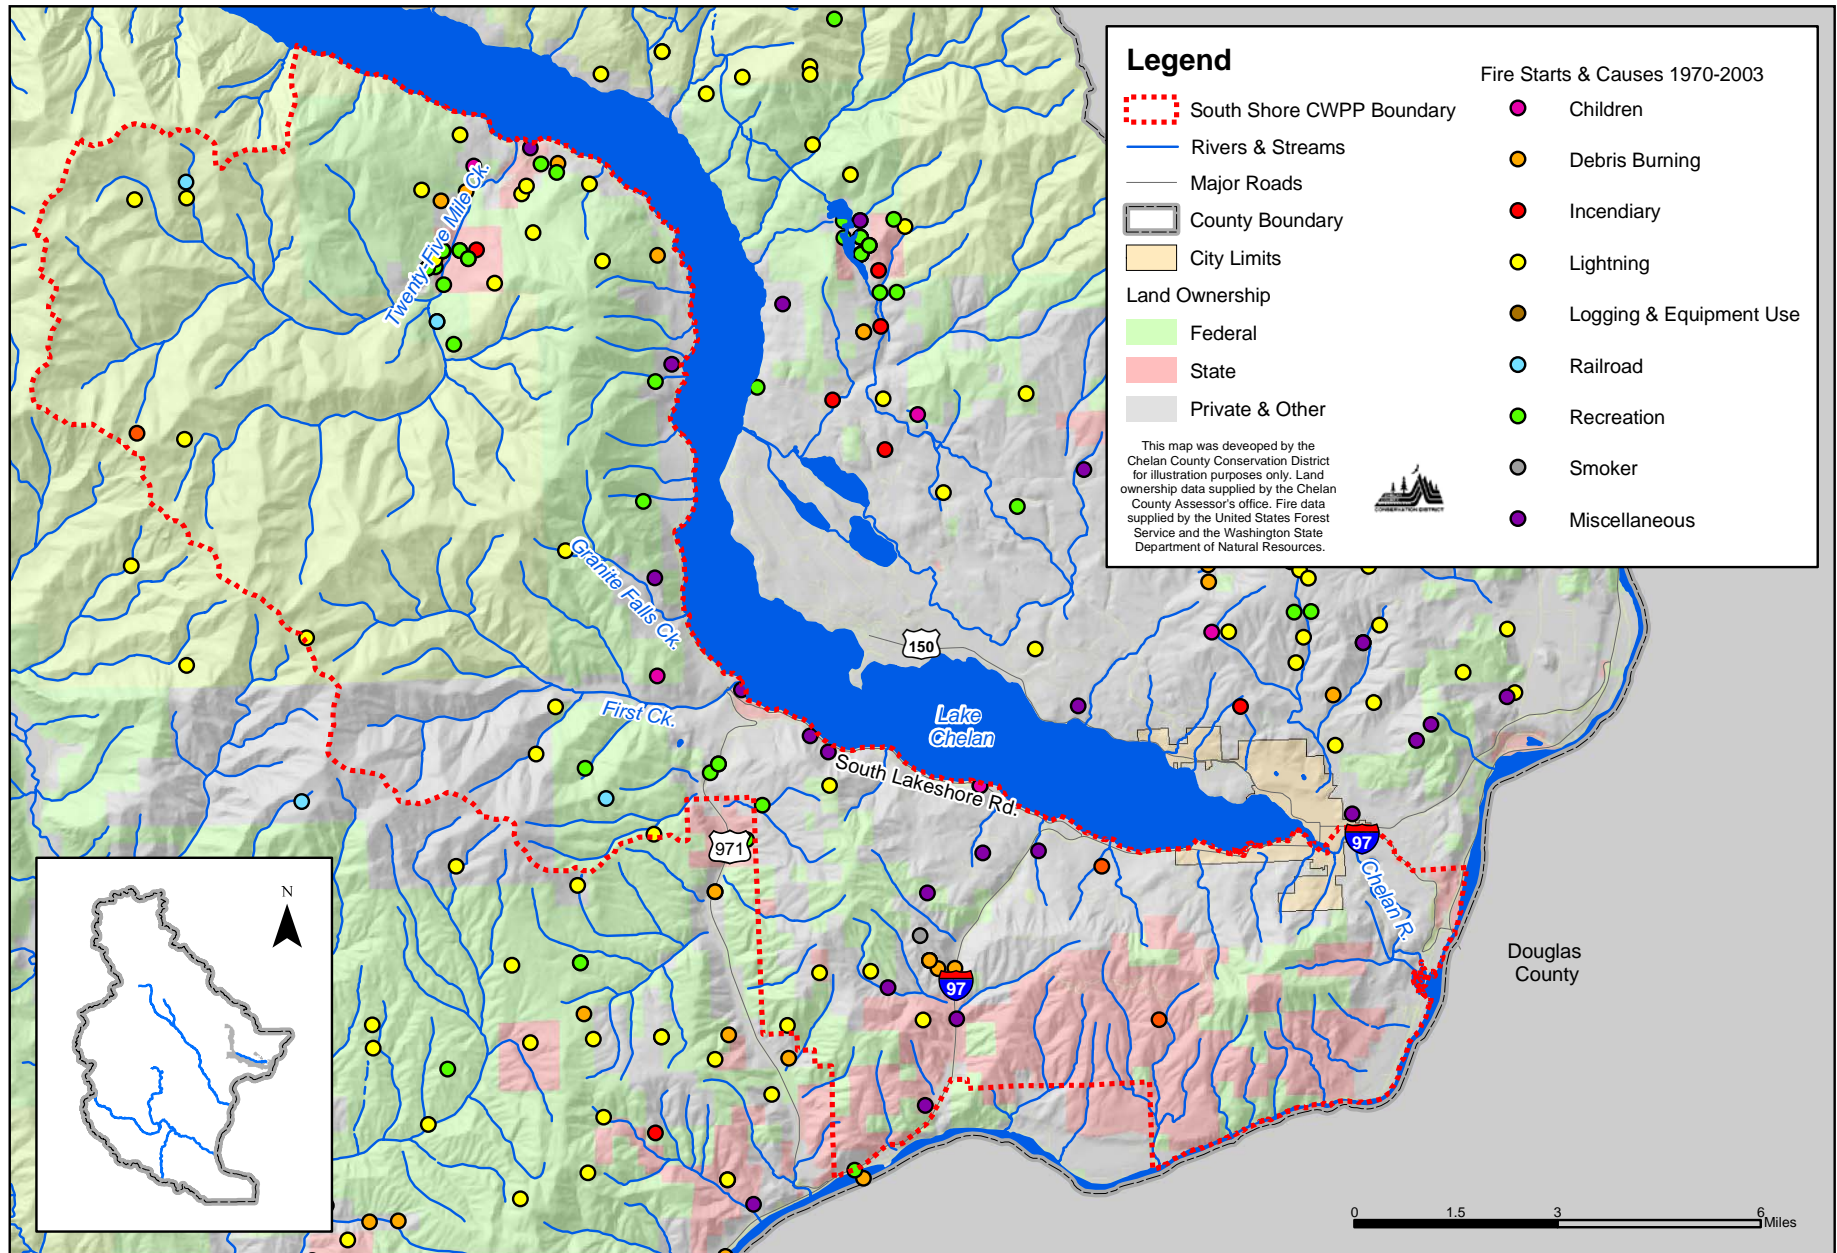 Legend
South Shore CWPP Boundary
Rivers & Streams
Major Roads
County Boundary
City Limits
Land Ownership
Federal
State
Private & Other
This map was deveoped by the
Chelan County Conservation District
for illustration purposes only. Land
ownership data supplied by the Chelan
County Assessor's office. Fire data
supplied by the United States Forest
Service and the Washington State
Department of Natural Resources.
CONSERVATION DISTRICT
Fire Starts & Causes 1970-2003
Children
Debris Burning
Incendiary
Lightning
Logging & Equipment Use
Railroad
Recreation
Smoker
Miscellaneous
Twenty-Five Mile Ck.
Granite Falls Ck.
First Ck.
150
Lake
Chelan
South Lakeshore Rd.
971
97
Chelan R.
97
Douglas
County
N
0 1.5 3 6
Miles